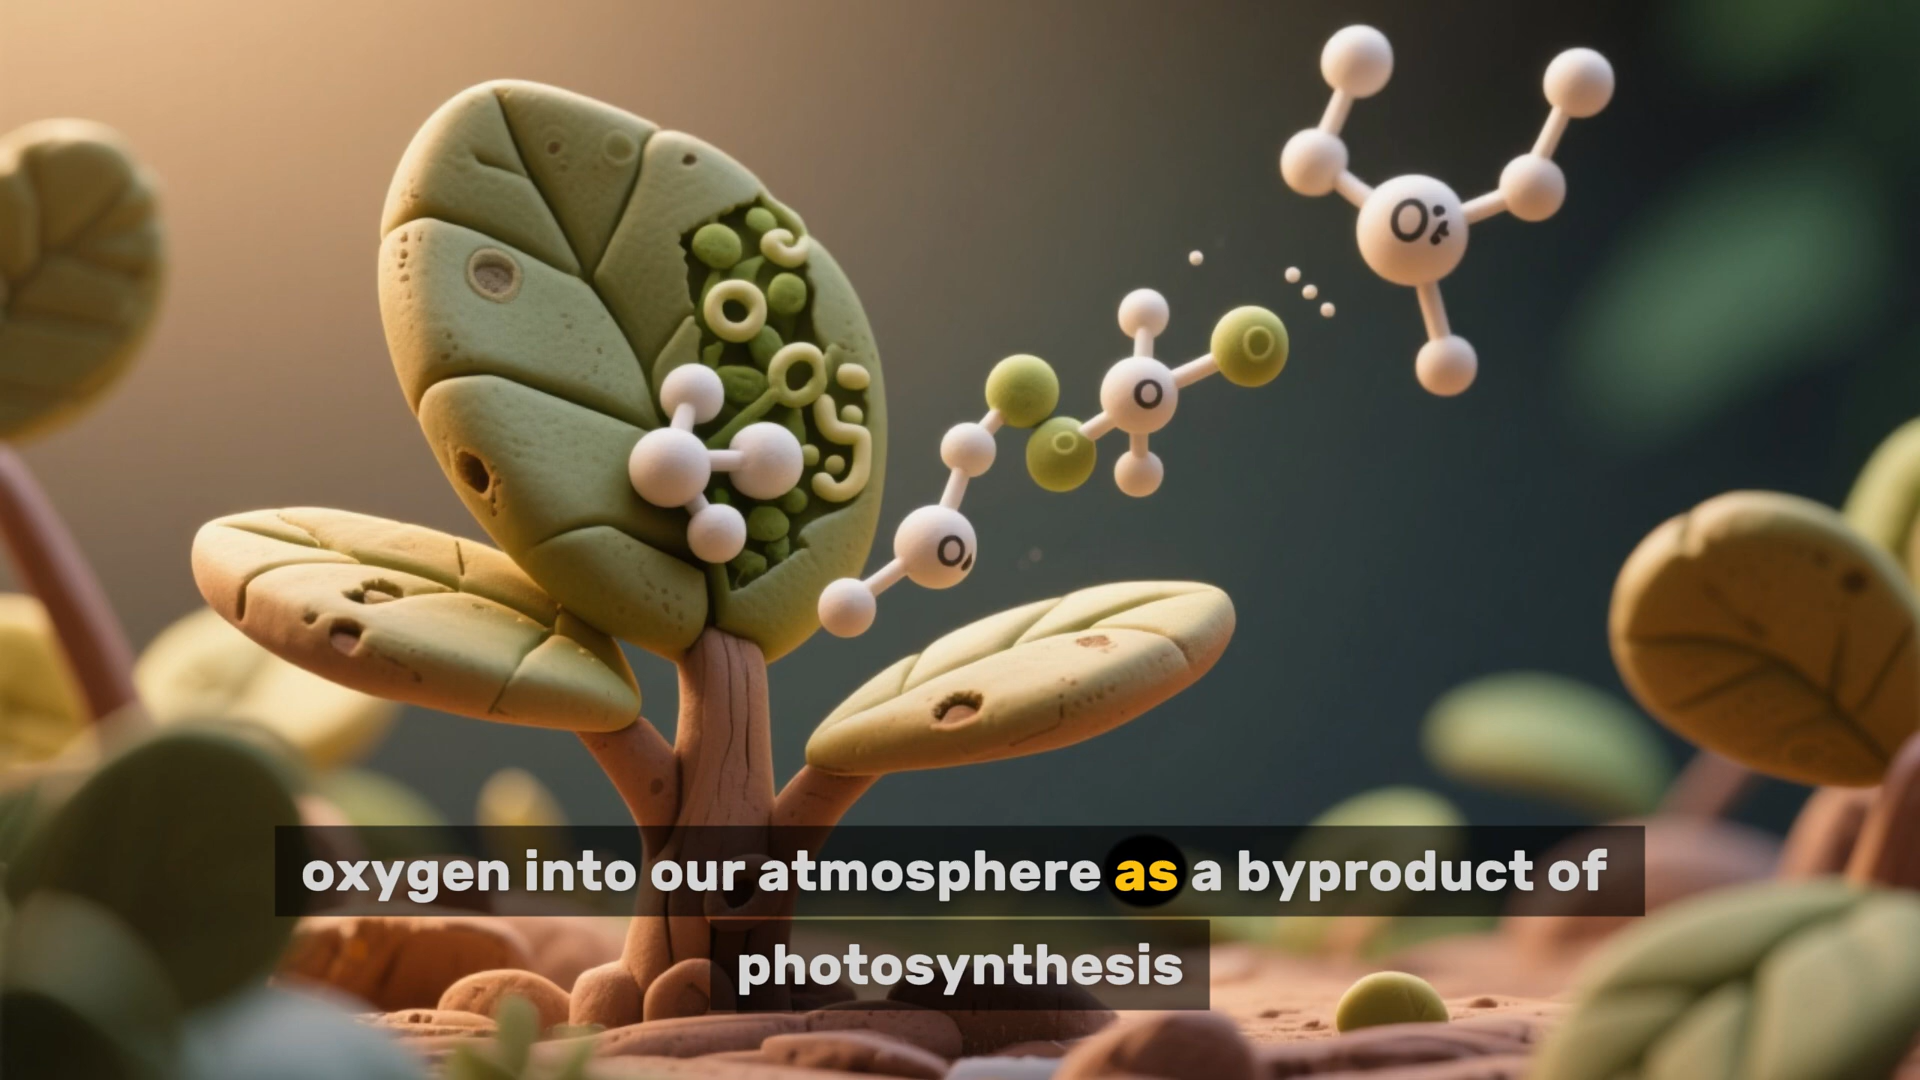 O
O
oxygen into our atmosphere as a byproduct of
photosynthesis